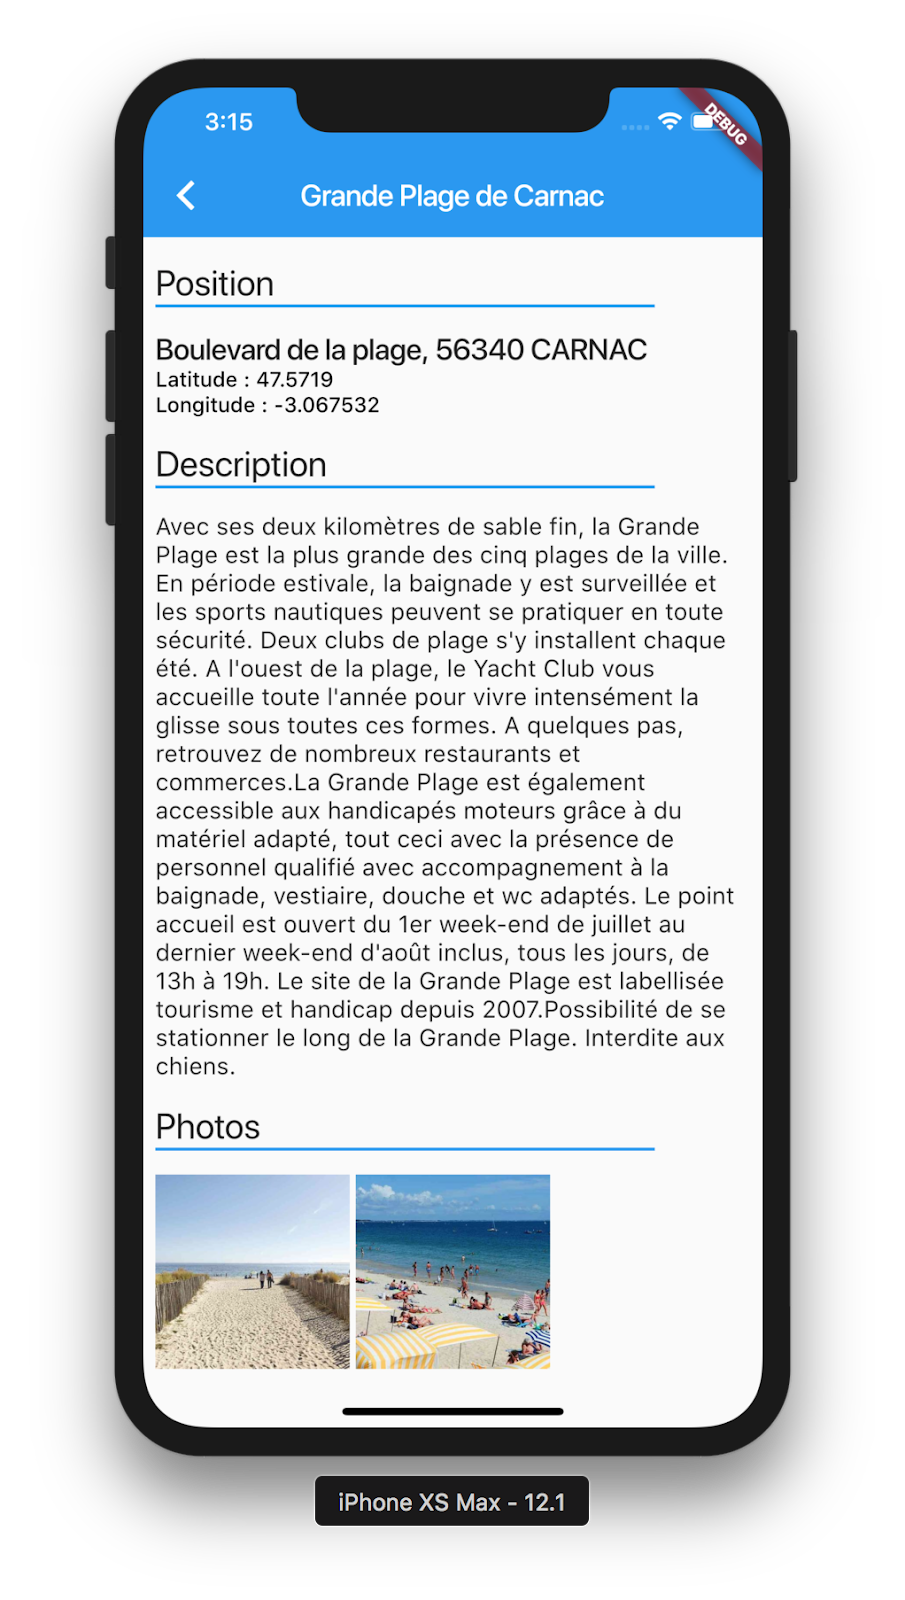 3:15
DEBUG
Grande Plage de Carnac
Position
Boulevard de la plage, 56340 CARNAC
Latitude : 47.5719
Longitude : -3.067532
Description
Avec ses deux kilomètres de sable fin, la Grande
Plage est la plus grande des cinq plages de la ville.
En période estivale, la baignade y est surveillée et
les sports nautiques peuvent se pratiquer en toute
sécurité. Deux clubs de plage s'y installent chaque
été. A l'ouest de la plage, le Yacht Club vous
accueille toute l'année pour vivre intensément la
glisse sous toutes ces formes. A quelques pas,
retrouvez de nombreux restaurants et
commerces.La Grande Plage est également
accessible aux handicapés moteurs grâce à du
matériel adapté, tout ceci avec la présence de
personnel qualifié avec accompagnement à la
baignade, vestiaire, douche et wc adaptés. Le point
accueil est ouvert du 1er week-end de juillet au
dernier week-end d'août inclus, tous les jours, de
13h à 19h. Le site de la Grande Plage est labellisée
tourisme et handicap depuis 2007.Possibilité de se
stationner le long de la Grande Plage. Interdite aux
chiens.
Photos
iPhone XS Max - 12.1